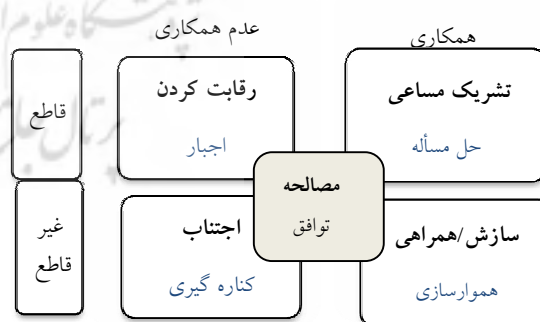 همکاری
عدم همکاری
تشریک مساعی
حل مسأله
رقابت کردن
اجبار
قاطع
مصالحه
توافق
سازش/همراهی
هموارسازی
اجتناب
کناره گیری
غیر
قاطع